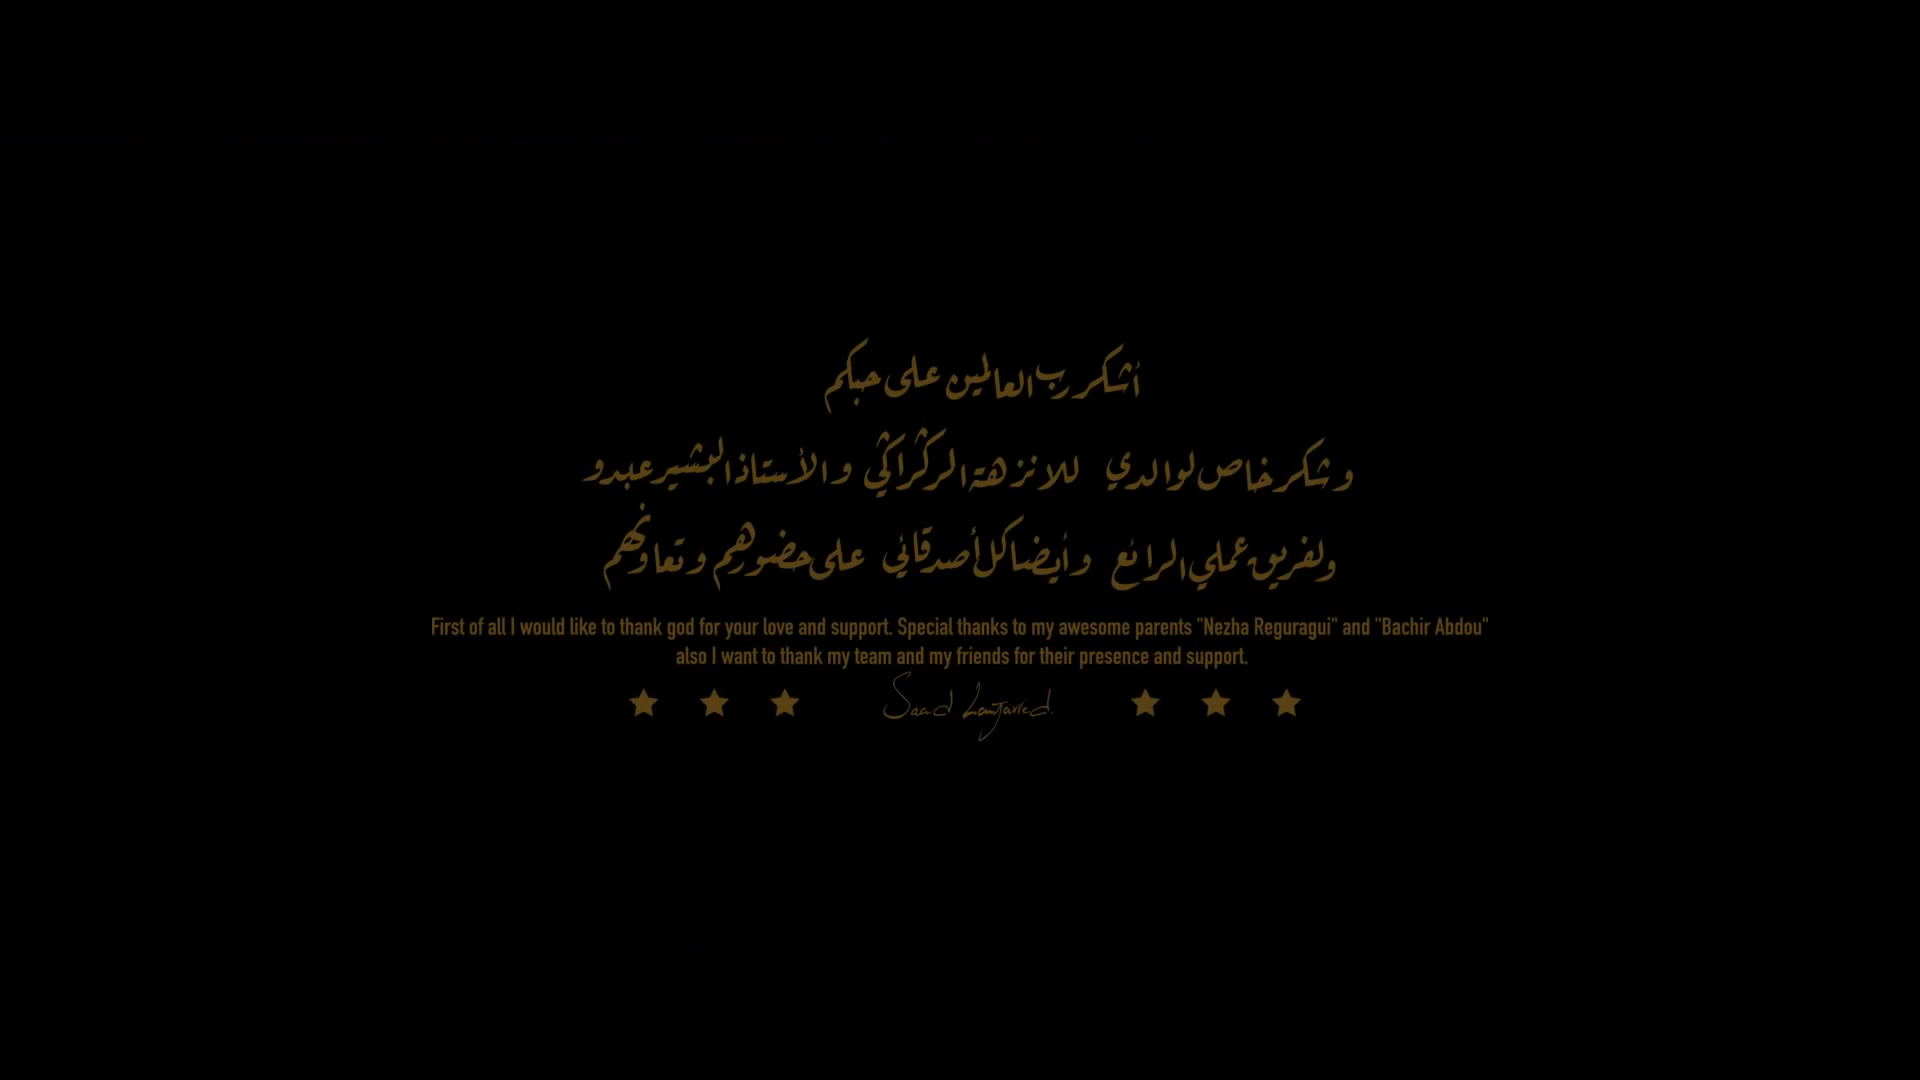 أشكر رب العالمين على حبكم
وشكر خاص لوالدي للا نزهة الرݣراݣي والأستاذ البشير عبدو
ولفريق عملي الرائع وأيضا كل أصدقائي على حضورهم وتعاونهم
First of all I would like to thank god for your love and support. Special thanks to my awesome parents "Nezha Reguragui" and "Bachir Abdou"
also I want to thank my team and my friends for their presence and support.
Saad Lamjarred.